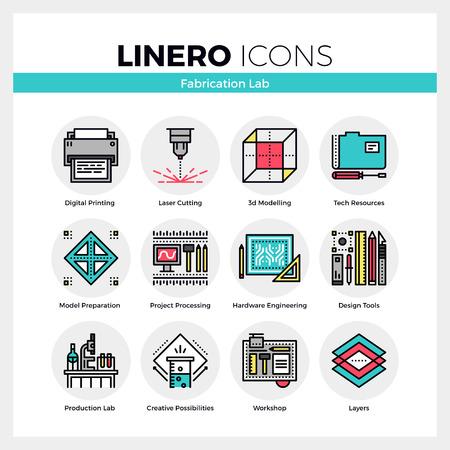 LINERO ICONS
Fabrication Lab
Digital Printing
Laser Cutting
3d Modelling
Tech Resources
Model Preparation
Project Processing
Hardware Engineering
Design Tools
Production Lab
Creative Possibilities
Workshop
Layers